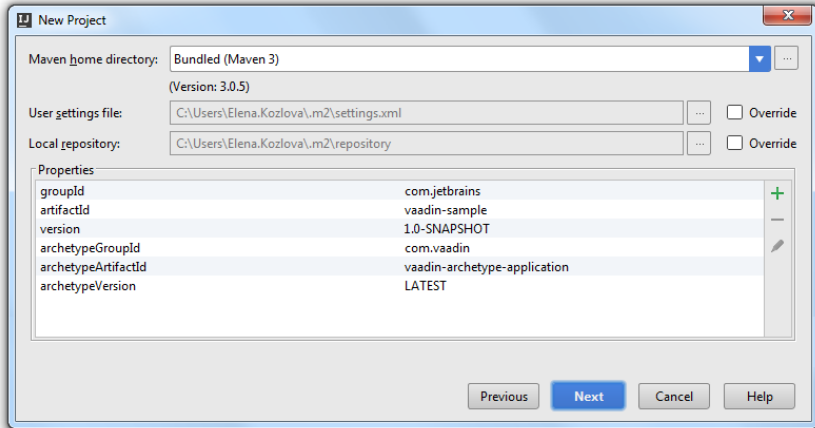 New Project
Maven home directory: Bundled (Maven 3) ...
(Version: 3.0.5)
User settings file: C:\Users\Elena.Kozlova\.m2\settings.xml ... Override
Local repository: C:\Users\Elena.Kozlova\.m2\repository ... Override
Properties
groupId com.jetbrains
artifactId vaadin-sample
version 1.0-SNAPSHOT
archetypeGroupId com.vaadin
archetypeArtifactId vaadin-archetype-application
archetypeVersion LATEST
Previous Next Cancel Help